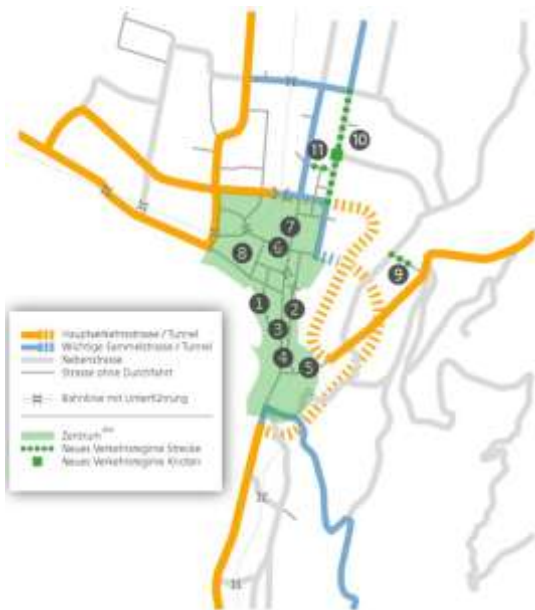 10
11
7
6
8
9
1
2
3
4
5
Hauptverkehrsstrasse / Tunnel
Wichtige Sammelstrasse / Tunnel
Nebenstrasse
Strasse ohne Durchfahrt
Bahnlinie mit Unterführung
Zentrum
Neues Verkehrsregime Strecke
Neues Verkehrsregime Knoten